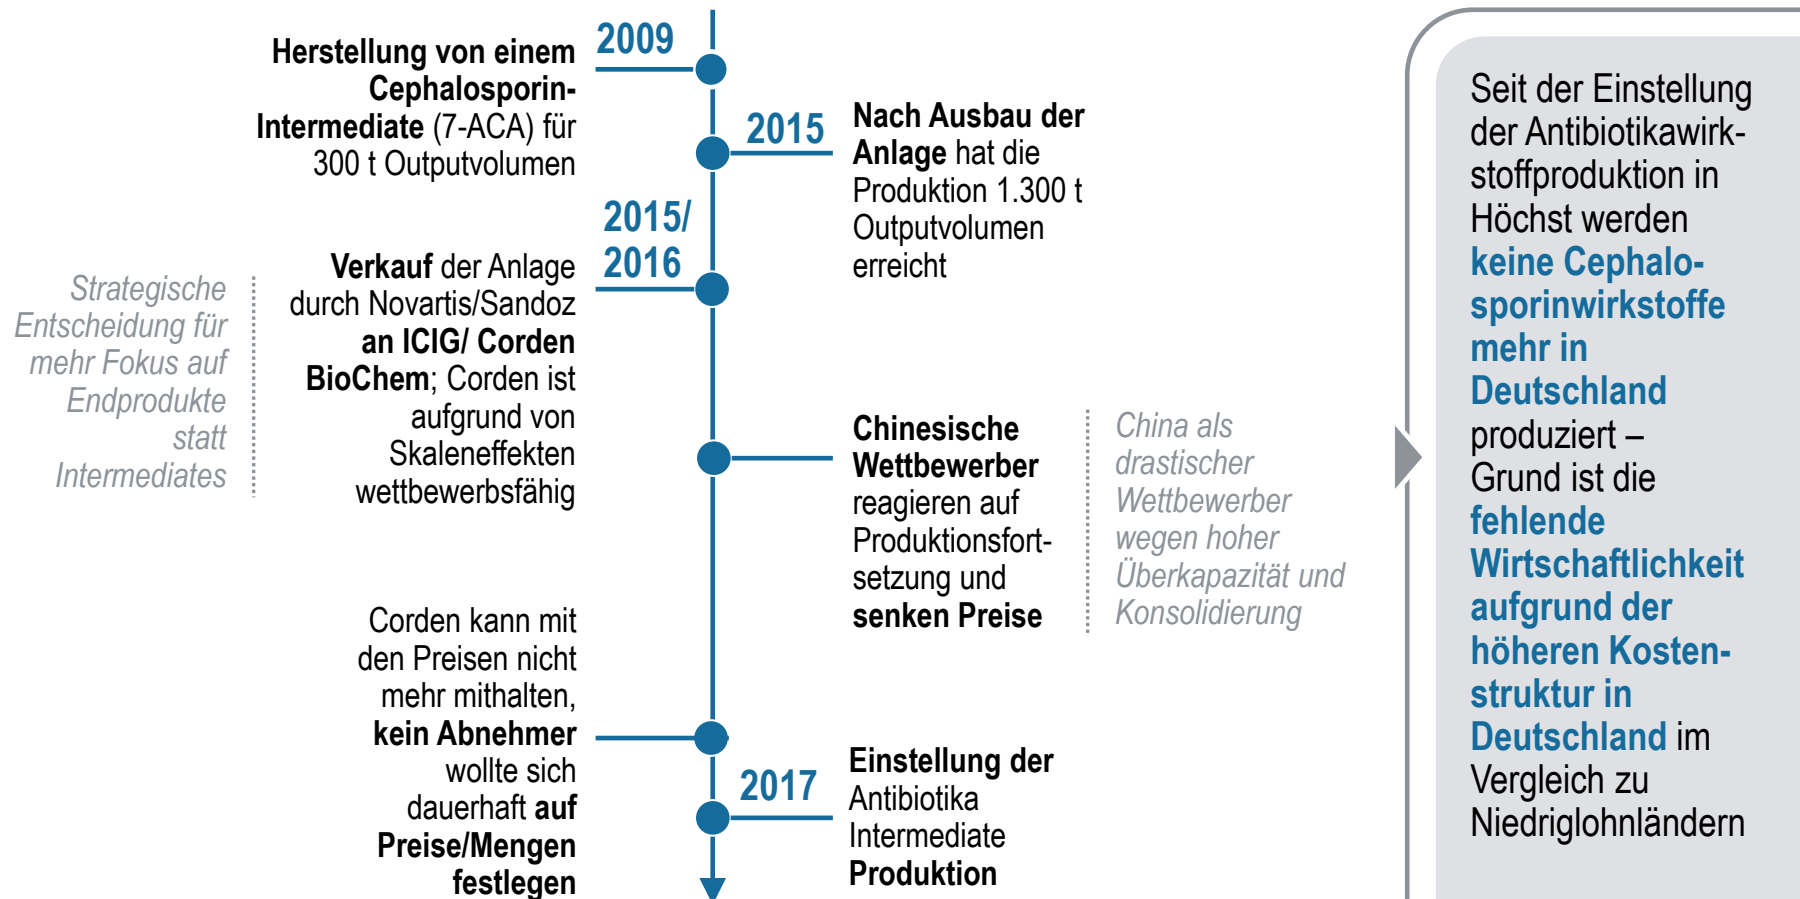 2009
Herstellung von einem
Cephalosporin-
Intermediate (7-ACA) für
300 t Outputvolumen
2015
Nach Ausbau der
Anlage hat die
Produktion 1.300 t
Outputvolumen
erreicht
2015/
2016
Verkauf der Anlage
durch Novartis/Sandoz
an ICIG/ Corden
BioChem; Corden ist
aufgrund von
Skaleneffekten
wettbewerbsfähig
Strategische
Entscheidung für
mehr Fokus auf
Endprodukte
statt
Intermediates
Chinesische
Wettbewerber
reagieren auf
Produktionsfort-
setzung und
senken Preise
China als
drastischer
Wettbewerber
wegen hoher
Überkapazität und
Konsolidierung
Corden kann mit
den Preisen nicht
mehr mithalten,
kein Abnehmer
wollte sich
dauerhaft auf
Preise/Mengen
festlegen
2017
Einstellung der
Antibiotika
Intermediate
Produktion
Seit der Einstellung
der Antibiotikawirk-
stoffproduktion in
Höchst werden
keine Cephalo-
sporinwirkstoffe
mehr in
Deutschland
produziert –
Grund ist die
fehlende
Wirtschaftlichkeit
aufgrund der
höheren Kosten-
struktur in
Deutschland im
Vergleich zu
Niedriglohnländern